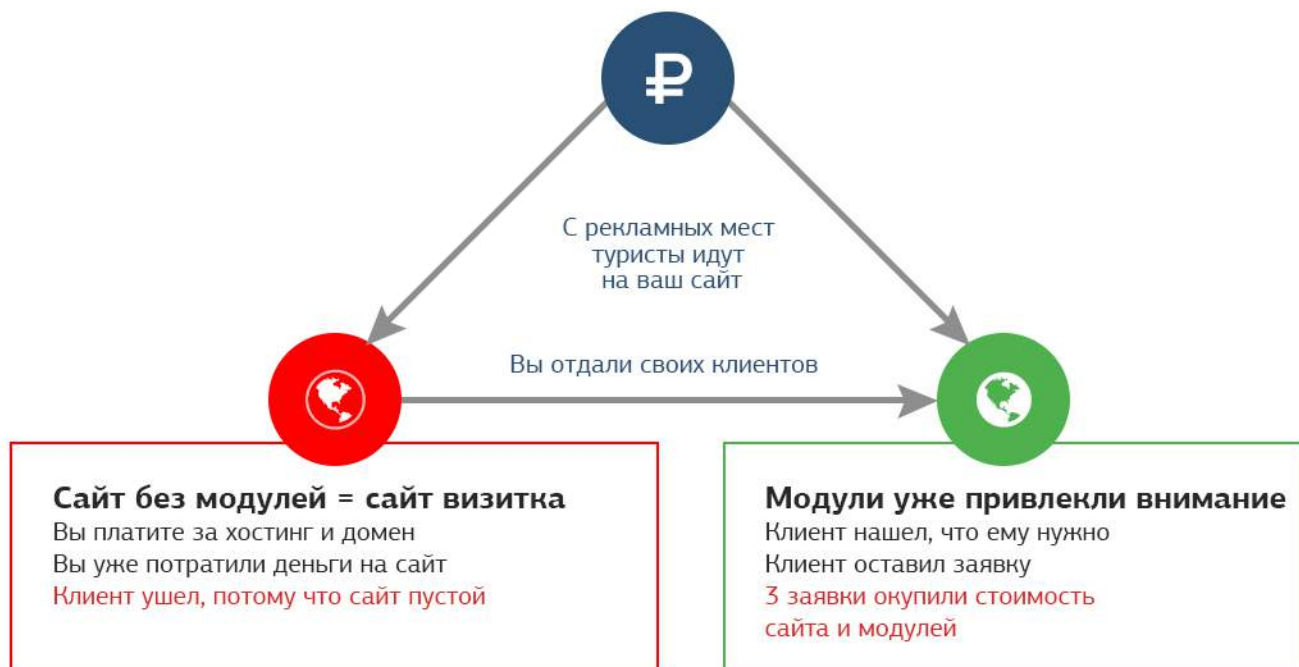 ₽
С рекламных мест
туристы идут
на ваш сайт
Вы отдали своих клиентов
Сайт без модулей = сайт визитка
Вы платите за хостинг и домен
Вы уже потратили деньги на сайт
Клиент ушел, потому что сайт пустой
Модули уже привлекли внимание
Клиент нашел, что ему нужно
Клиент оставил заявку
3 заявки окупили стоимость
сайта и модулей